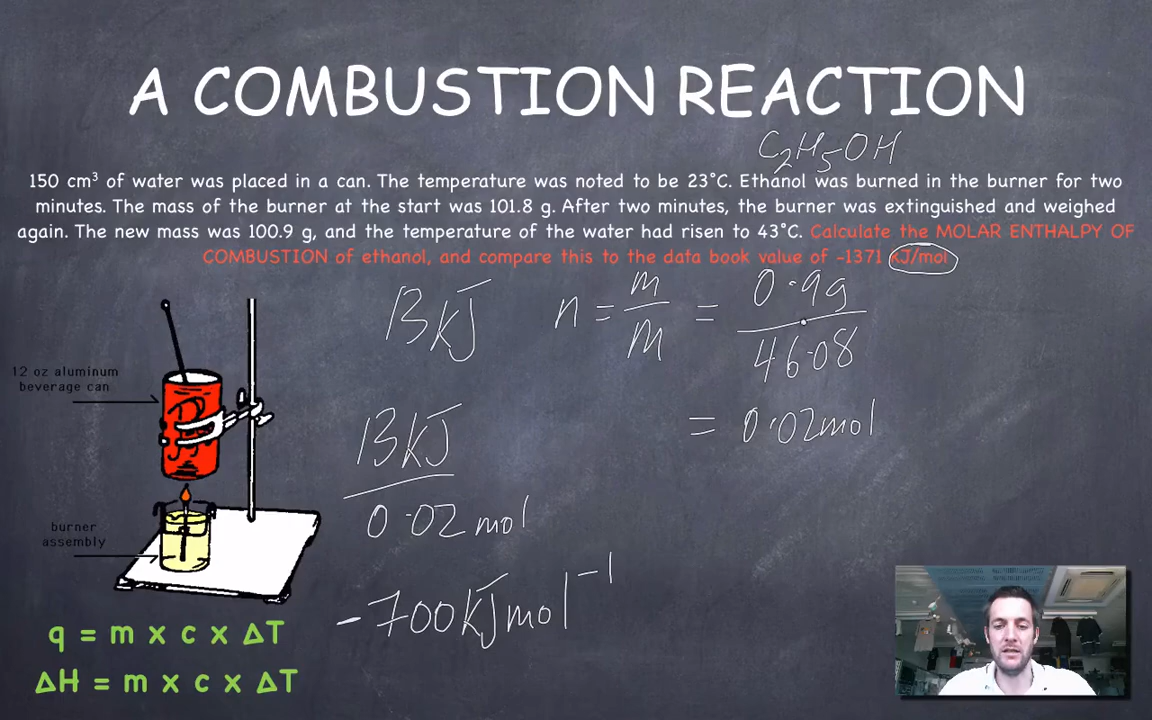 A COMBUSTION REACTION
C2H5OH
150 cm³ of water was placed in a can. The temperature was noted to be 23°C. Ethanol was burned in the burner for two
minutes. The mass of the burner at the start was 101.8 g. After two minutes, the burner was extinguished and weighed
again. The new mass was 100.9 g, and the temperature of the water had risen to 43°C. Calculate the MOLAR ENTHALPY OF
COMBUSTION of ethanol, and compare this to the data book value of -1371 kJ/mol
13kJ
n = m/M = 0.9g/46.08
= 0.02mol
13kJ
0.02 mol
-700kJmol⁻¹
12 oz aluminum
beverage can
burner
assembly
q = m x c x ΔT
ΔH = m x c x ΔT